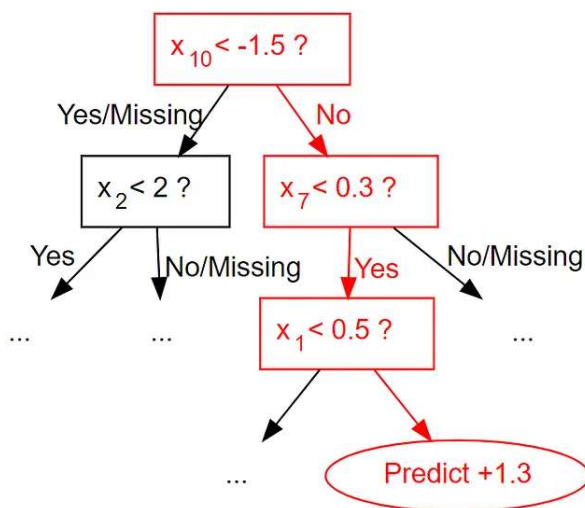 x10 < -1.5 ?
Yes/Missing
No
x2 < 2 ?
x7 < 0.3 ?
Yes
No/Missing
Yes
No/Missing
...
...
x1 < 0.5 ?
...
...
Predict +1.3